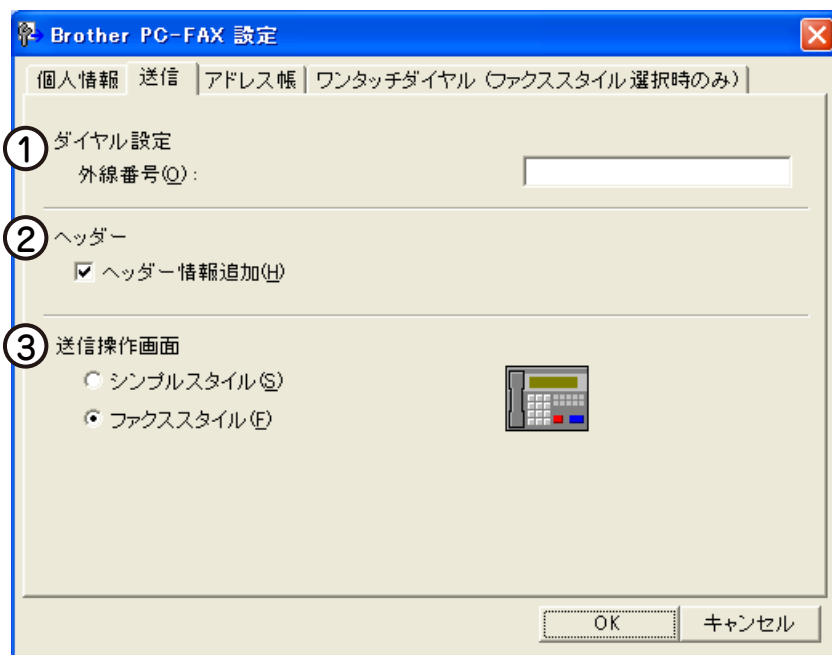 Brother PC-FAX 設定
個人情報 送信 アドレス帳 ワンタッチダイヤル (ファクススタイル選択時のみ)
① ダイヤル設定
外線番号(O):
② ヘッダー
ヘッダー情報追加(H)
③ 送信操作画面
シンプルスタイル(S)
ファクススタイル(F)
OK キャンセル